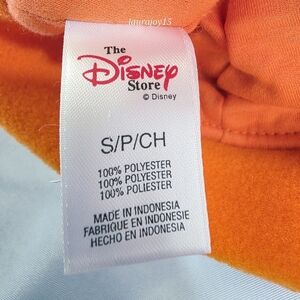 laurajoy15
The
Disney
Store
© Disney
S/P/CH
100% POLYESTER
100% POLYESTER
100% POLIESTER
MADE IN INDONESIA
FABRIQUE EN INDONESIE
HECHO EN INDONESIA